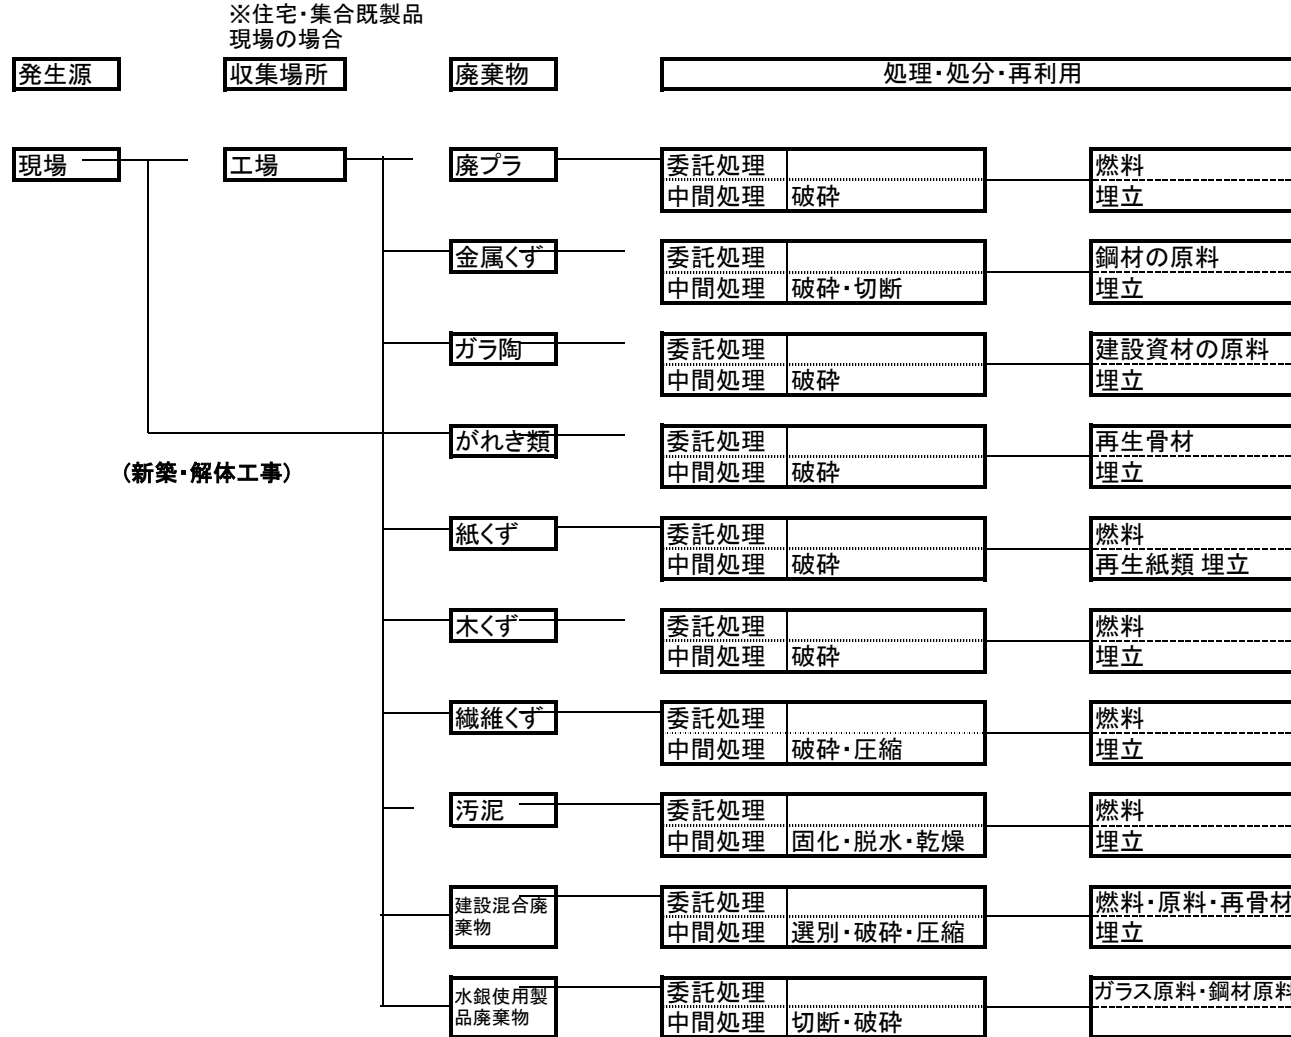 ※住宅・集合既製品
現場の場合
発生源 収集場所 廃棄物 処理・処分・再利用
現場 工場 廃プラ 委託処理 燃料
中間処理 破砕 埋立
金属くず 委託処理 鋼材の原料
中間処理 破砕・切断 埋立
ガラ陶 委託処理 建設資材の原料
中間処理 破砕 埋立
がれき類 委託処理 再生骨材
(新築・解体工事) 中間処理 破砕 埋立
紙くず 委託処理 燃料
中間処理 破砕 再生紙類 埋立
木くず 委託処理 燃料
中間処理 破砕 埋立
繊維くず 委託処理 燃料
中間処理 破砕・圧縮 埋立
汚泥 委託処理 燃料
中間処理 固化・脱水・乾燥 埋立
建設混合廃 委託処理 燃料・原料・再骨材
棄物 中間処理 選別・破砕・圧縮 埋立
水銀使用製 委託処理 ガラス原料・鋼材原料
品廃棄物 中間処理 切断・破砕